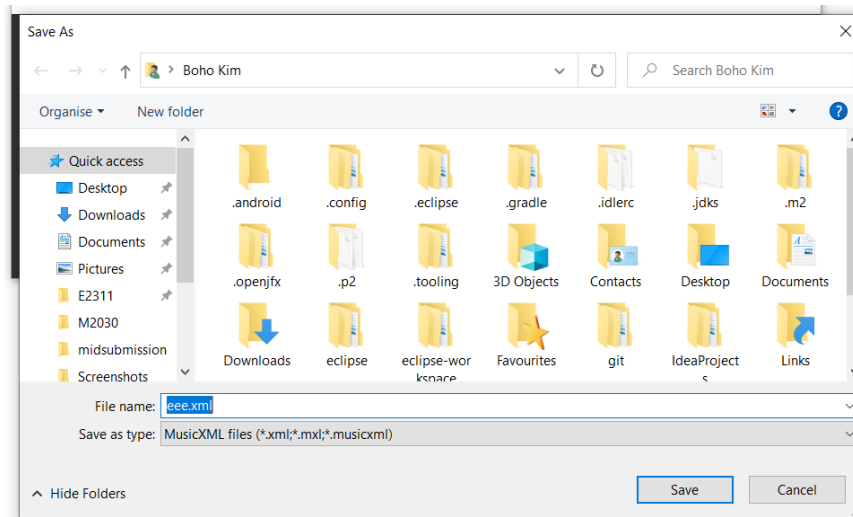 Save As
Boho Kim
Search Boho Kim
Organise
New folder
Quick access
Desktop
Downloads
Documents
Pictures
E2311
M2030
midsubmission
Screenshots
.android .config .eclipse .gradle .idlerc .jdks .m2
.openjfx .p2 .tooling 3D Objects Contacts Desktop Documents
Downloads eclipse eclipse-wor Favourites git IdeaProject Links
kspace s
File name: eee.xml
Save as type: MusicXML files (*.xml;*.mxl;*.musicxml)
Hide Folders
Save
Cancel